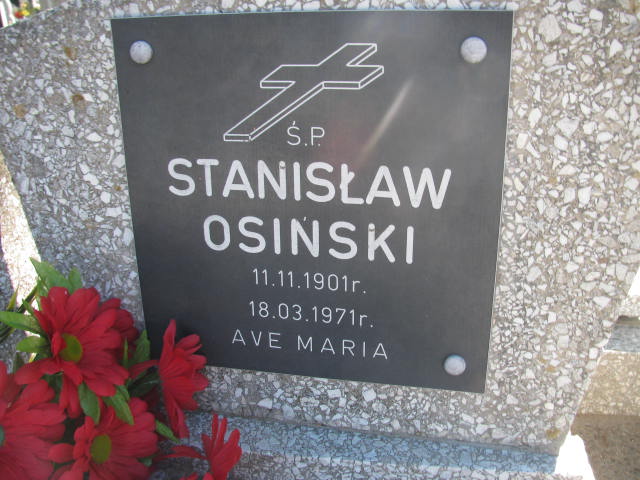 Ś.P.
STANISŁAW
OSIŃSKI
11.11.1901r.
18.03.1971r.
AVE MARIA